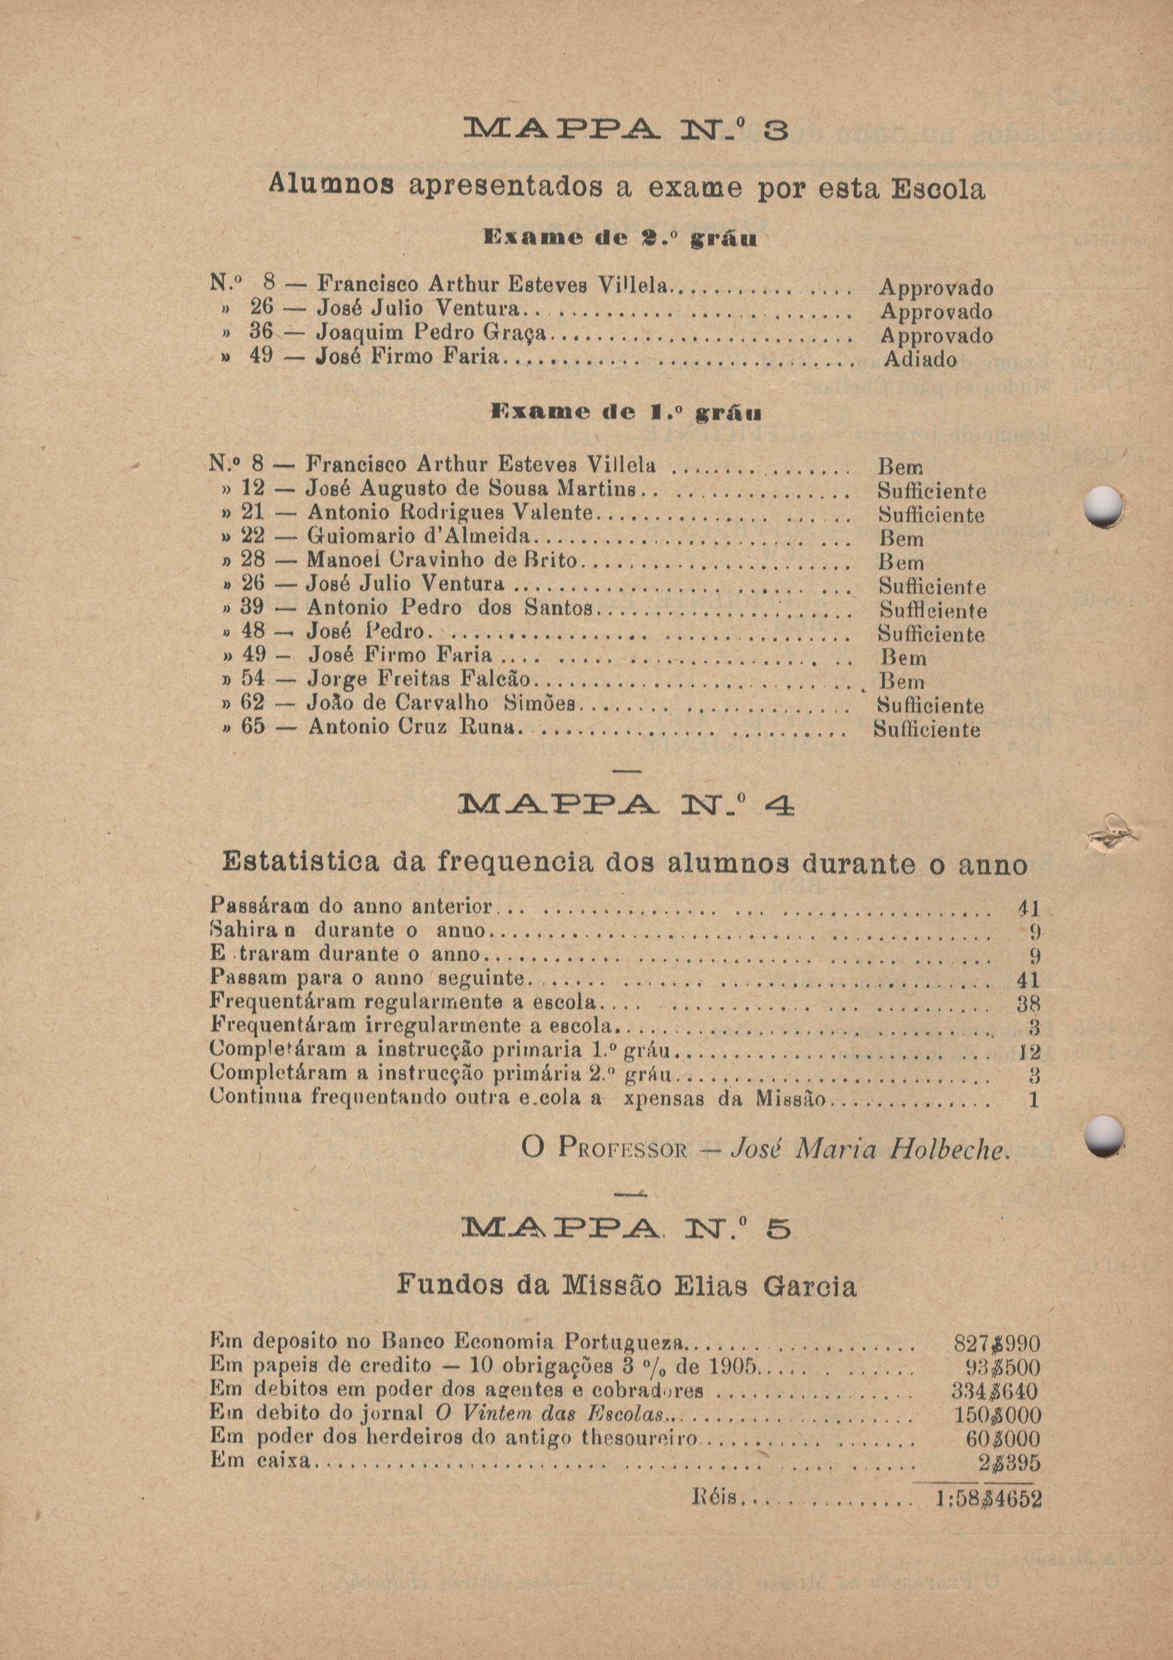 MAPPA N.º 3
Alumnos apresentados a exame por esta Escola
Exame de 2.º gráu
N.º 8 — Francisco Arthur Esteves Villela.................. Approvado
» 26 — José Julio Ventura............................ Approvado
» 36 — Joaquim Pedro Graça.......................... Approvado
» 49 — José Firmo Faria.............................. Adiado
Exame de 1.º gráu
N.º 8 — Francisco Arthur Esteves Villela ................ Bem
» 12 — José Augusto de Sousa Martins.................. Sufficiente
» 21 — Antonio Rodrigues Valente...................... Sufficiente
» 22 — Guiomario d'Almeida........................... Bem
» 28 — Manoel Cravinho de Brito....................... Bem
» 26 — José Julio Ventura ............................ Sufficiente
» 39 — Antonio Pedro dos Santos...................... Sufficiente
» 48 — José Pedro.................................... Sufficiente
» 49 — José Firmo Faria .............................. Bem
» 54 — Jorge Freitas Falcão........................... Bem
» 62 — João de Carvalho Simões....................... Sufficiente
» 65 — Antonio Cruz Runa............................ Sufficiente
MAPPA N.º 4
Estatistica da frequencia dos alumnos durante o anno
Passáram do anno anterior........................................ 41
Sahira n durante o anno.......................................... 9
E traram durante o anno.......................................... 9
Passam para o anno seguinte...................................... 41
Frequentáram regularmente a escola............................... 38
Frequentáram irregularmente a escola.............................. 3
Completáram a instrucção primaria 1.º gráu......................... 12
Completáram a instrucção primária 2.º gráu......................... 3
Continua frequentando outra e.cola a xpensas da Missão.............. 1
O Professor — José Maria Holbeche.
MAPPA N.º 5
Fundos da Missão Elias Garcia
Em deposito no Banco Economia Portugueza.................... 827$990
Em papeis de credito — 10 obrigações 3 % de 1905............. 93$500
Em debitos em poder dos agentes e cobradores ................. 334$640
Em debito do jornal O Vintem das Escolas...................... 150$000
Em poder dos herdeiros do antigo thesoureiro.................. 60$000
Em caixa.................................................... 2$395
Réis............... 1:58$4652